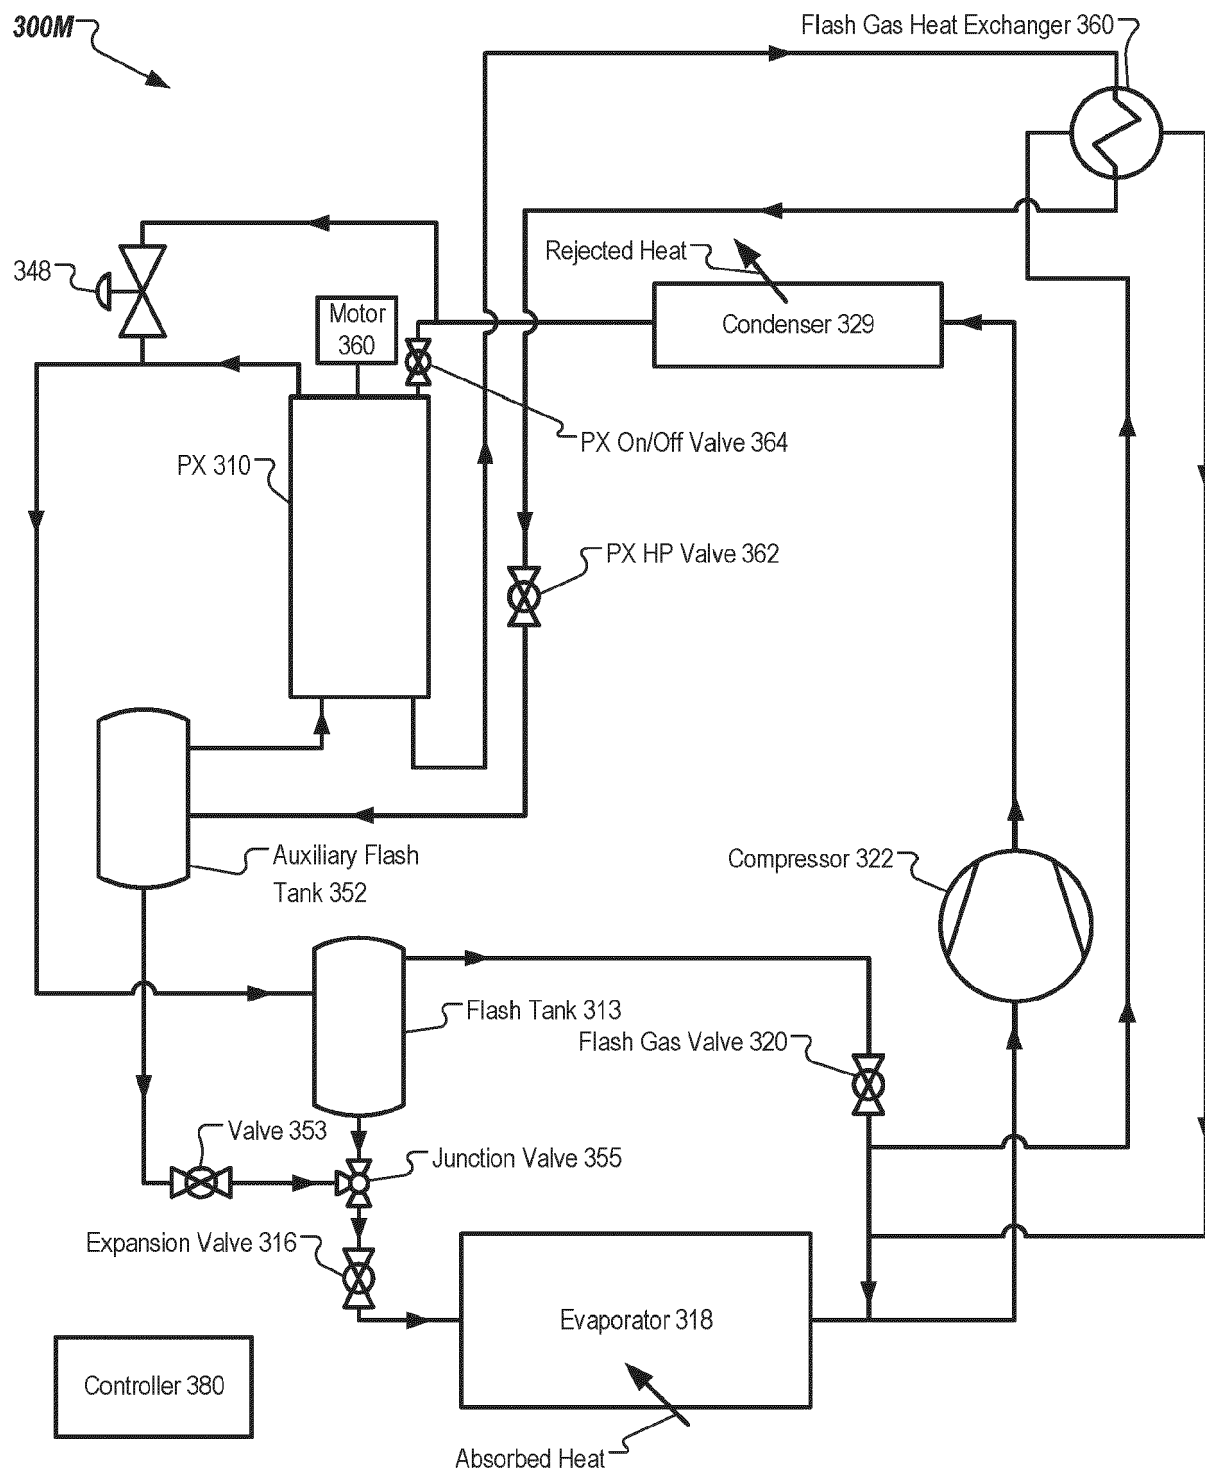 300M
Flash Gas Heat Exchanger 360
Rejected Heat
348
Motor
360
Condenser 329
PX On/Off Valve 364
PX 310
PX HP Valve 362
Auxiliary Flash
Tank 352
Compressor 322
Flash Tank 313
Flash Gas Valve 320
Valve 353
Junction Valve 355
Expansion Valve 316
Evaporator 318
Controller 380
Absorbed Heat